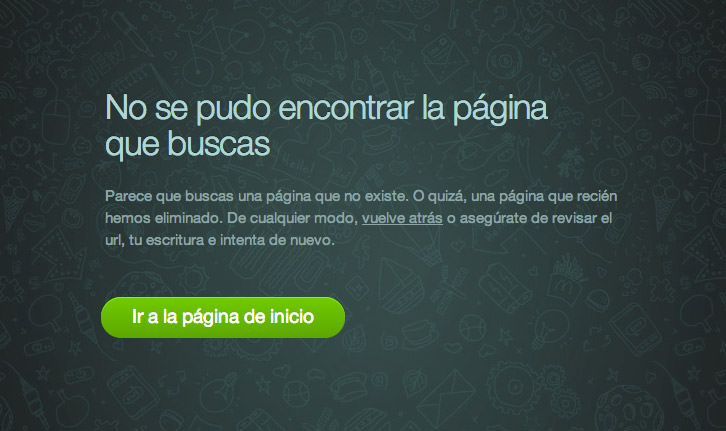 No se pudo encontrar la página
que buscas
Parece que buscas una página que no existe. O quizá, una página que recién
hemos eliminado. De cualquier modo, vuelve atrás o asegúrate de revisar el
url, tu escritura e intenta de nuevo.
Ir a la página de inicio